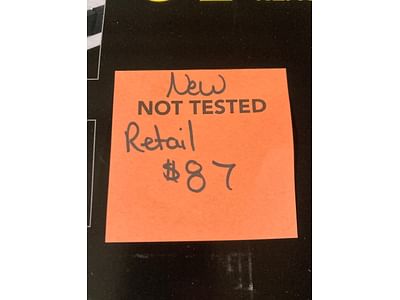 New
NOT TESTED
Retail
$87